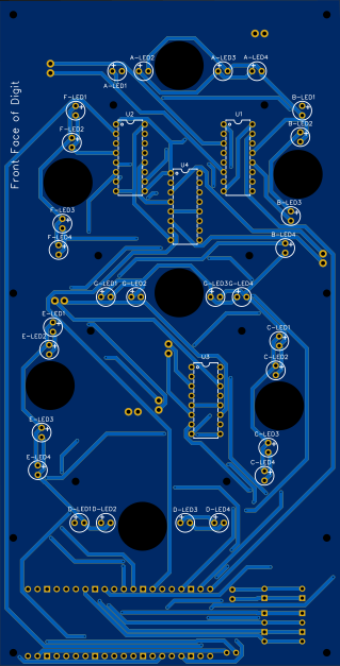 A-LED2
A-LED3
A-LED4
A-LED1
F-LED1
B-LED1
U2
U1
F-LED2
B-LED2
Front Face of Digit
U4
F-LED3
B-LED3
F-LED4
B-LED4
G-LED1
G-LED2
G-LED3
G-LED4
E-LED1
E-LED2
C-LED1
U3
C-LED2
E-LED3
C-LED3
E-LED4
C-LED4
D-LED1
D-LED2
D-LED3
D-LED4